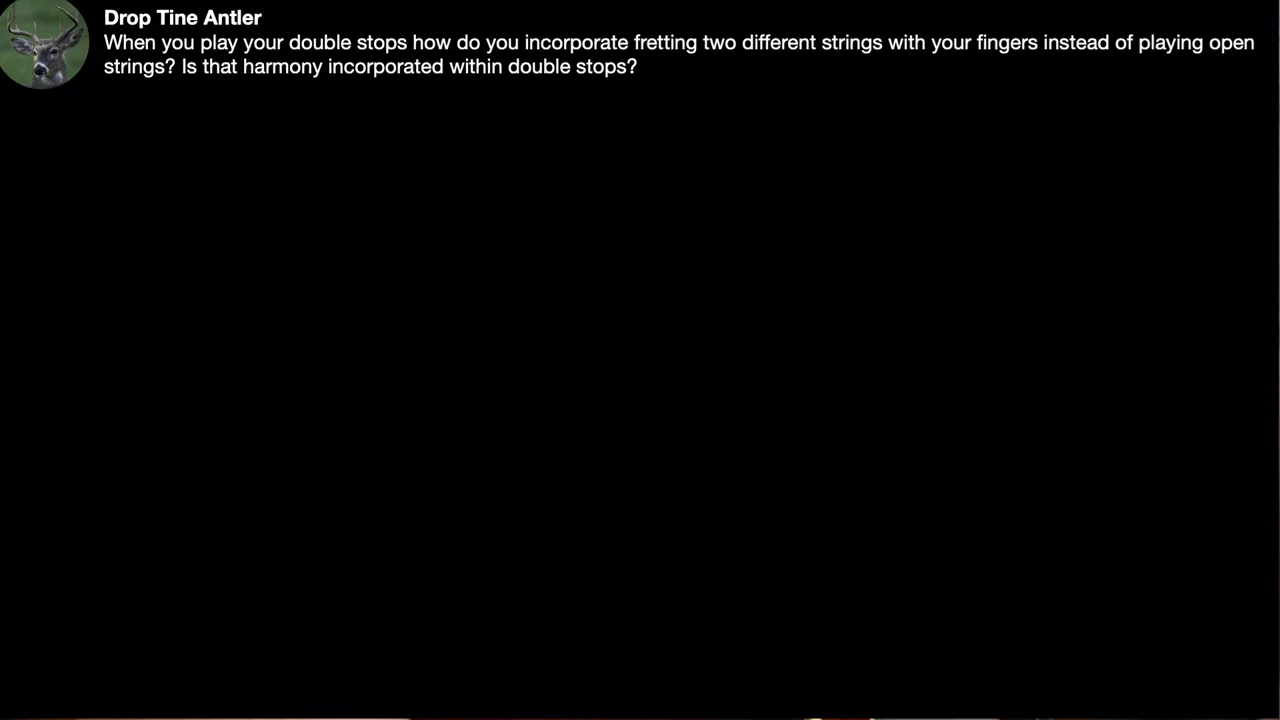 Drop Tine Antler
When you play your double stops how do you incorporate fretting two different strings with your fingers instead of playing open
strings? Is that harmony incorporated within double stops?